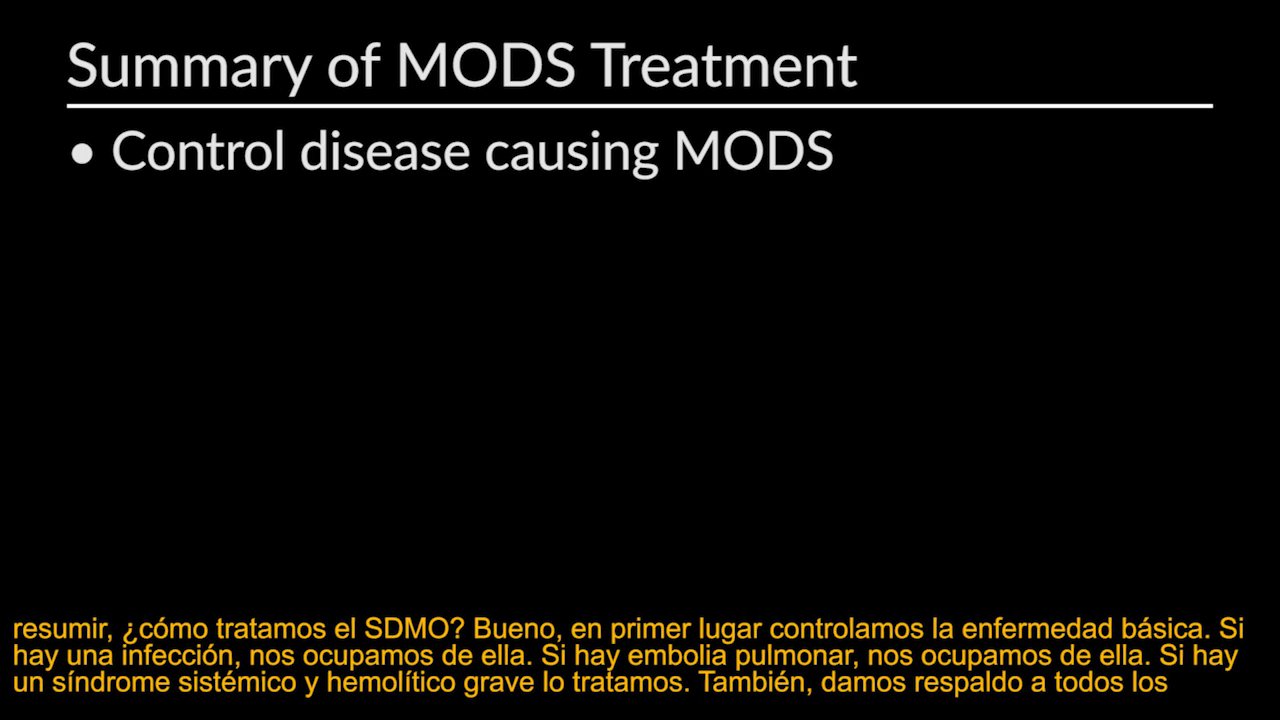 Summary of MODS Treatment
• Control disease causing MODS
resumir, ¿cómo tratamos el SDMO? Bueno, en primer lugar controlamos la enfermedad básica. Si
hay una infección, nos ocupamos de ella. Si hay embolia pulmonar, nos ocupamos de ella. Si hay
un síndrome sistémico y hemolítico grave lo tratamos. También, damos respaldo a todos los